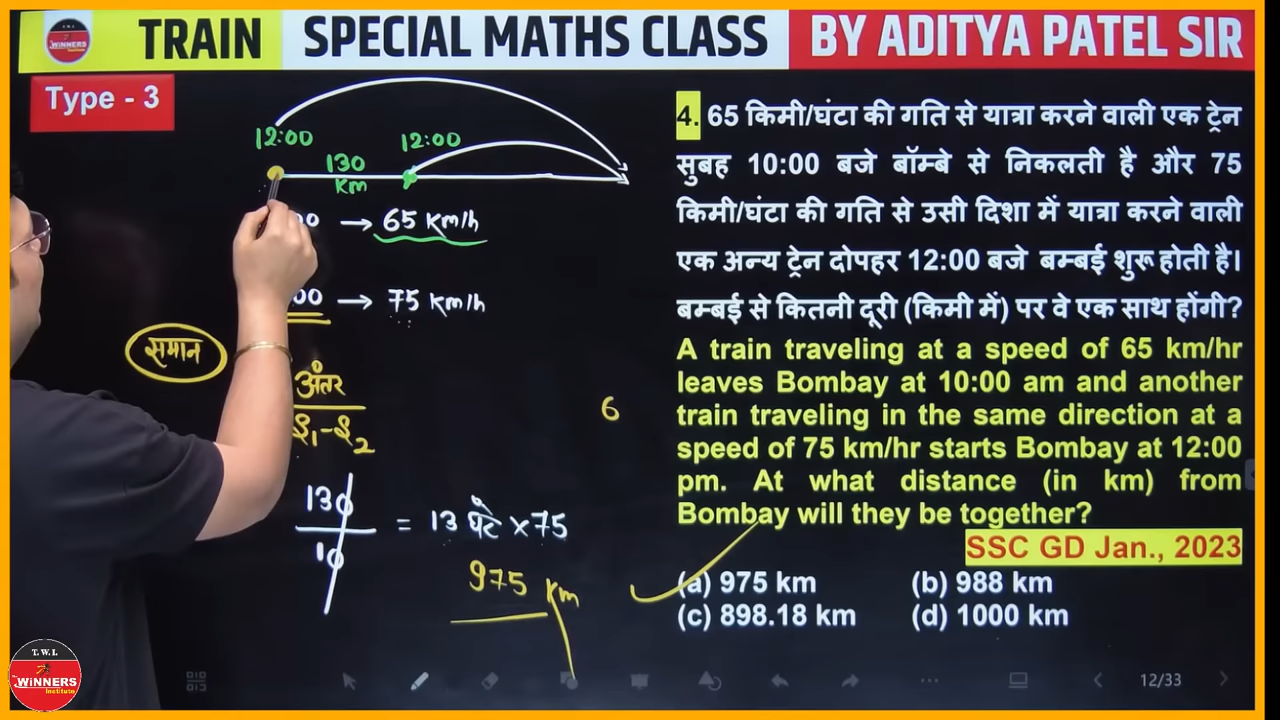 T.W.I.
WiNNERS
Institute
TRAIN
SPECIAL MATHS CLASS
BY ADITYA PATEL SIR
Type - 3
12:00
12:00
130
Km
00 → 65 Km/h
00 → 75 Km/h
समान
अंतर
130
10
= 13 घंटे × 75
975 Km
6
4. 65 किमी/घंटा की गति से यात्रा करने वाली एक ट्रेन
सुबह 10:00 बजे बॉम्बे से निकलती है और 75
किमी/घंटा की गति से उसी दिशा में यात्रा करने वाली
एक अन्य ट्रेन दोपहर 12:00 बजे बम्बई शुरू होती है।
बम्बई से कितनी दूरी (किमी में) पर वे एक साथ होंगी?
A train traveling at a speed of 65 km/hr
leaves Bombay at 10:00 am and another
train traveling in the same direction at a
speed of 75 km/hr starts Bombay at 12:00
pm. At what distance (in km) from
Bombay will they be together?
SSC GD Jan., 2023
(a) 975 km (b) 988 km
(c) 898.18 km (d) 1000 km
T.W.I.
The
WiNNERS
Institute
12/33